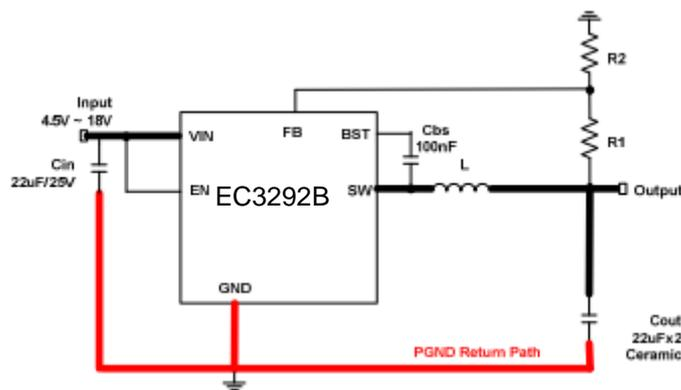 R2
Input
4.5V ~ 18V
VIN
FB
BST
Cbs
100nF
R1
Cin
22uF/25V
EN
EC3292B
SW
L
Output
GND
PGND Return Path
Cout
22uFx2
Ceramic